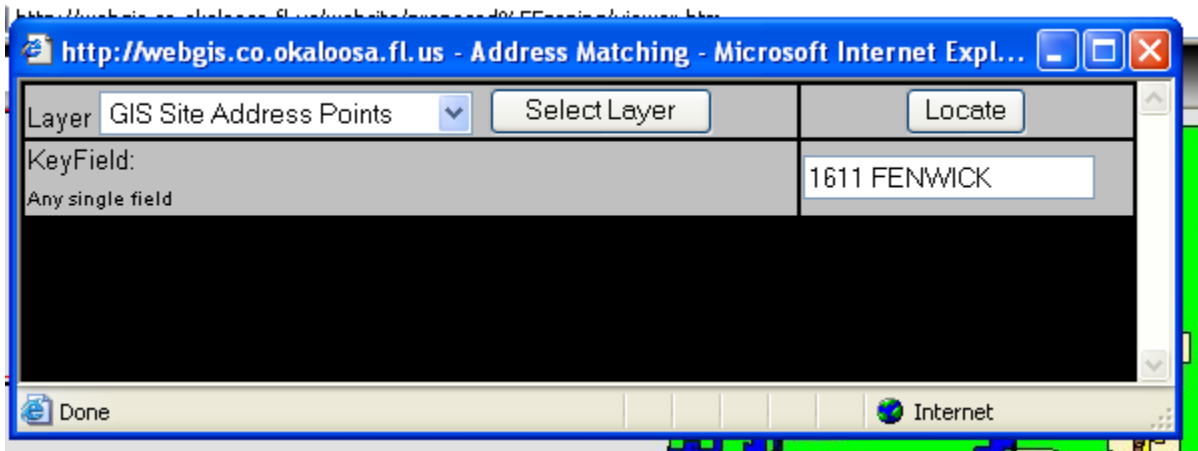 http://webgis.co.okaloosa.fl.us - Address Matching - Microsoft Internet Expl...
Layer GIS Site Address Points Select Layer Locate
KeyField:
1611 FENWICK
Any single field
Done Internet